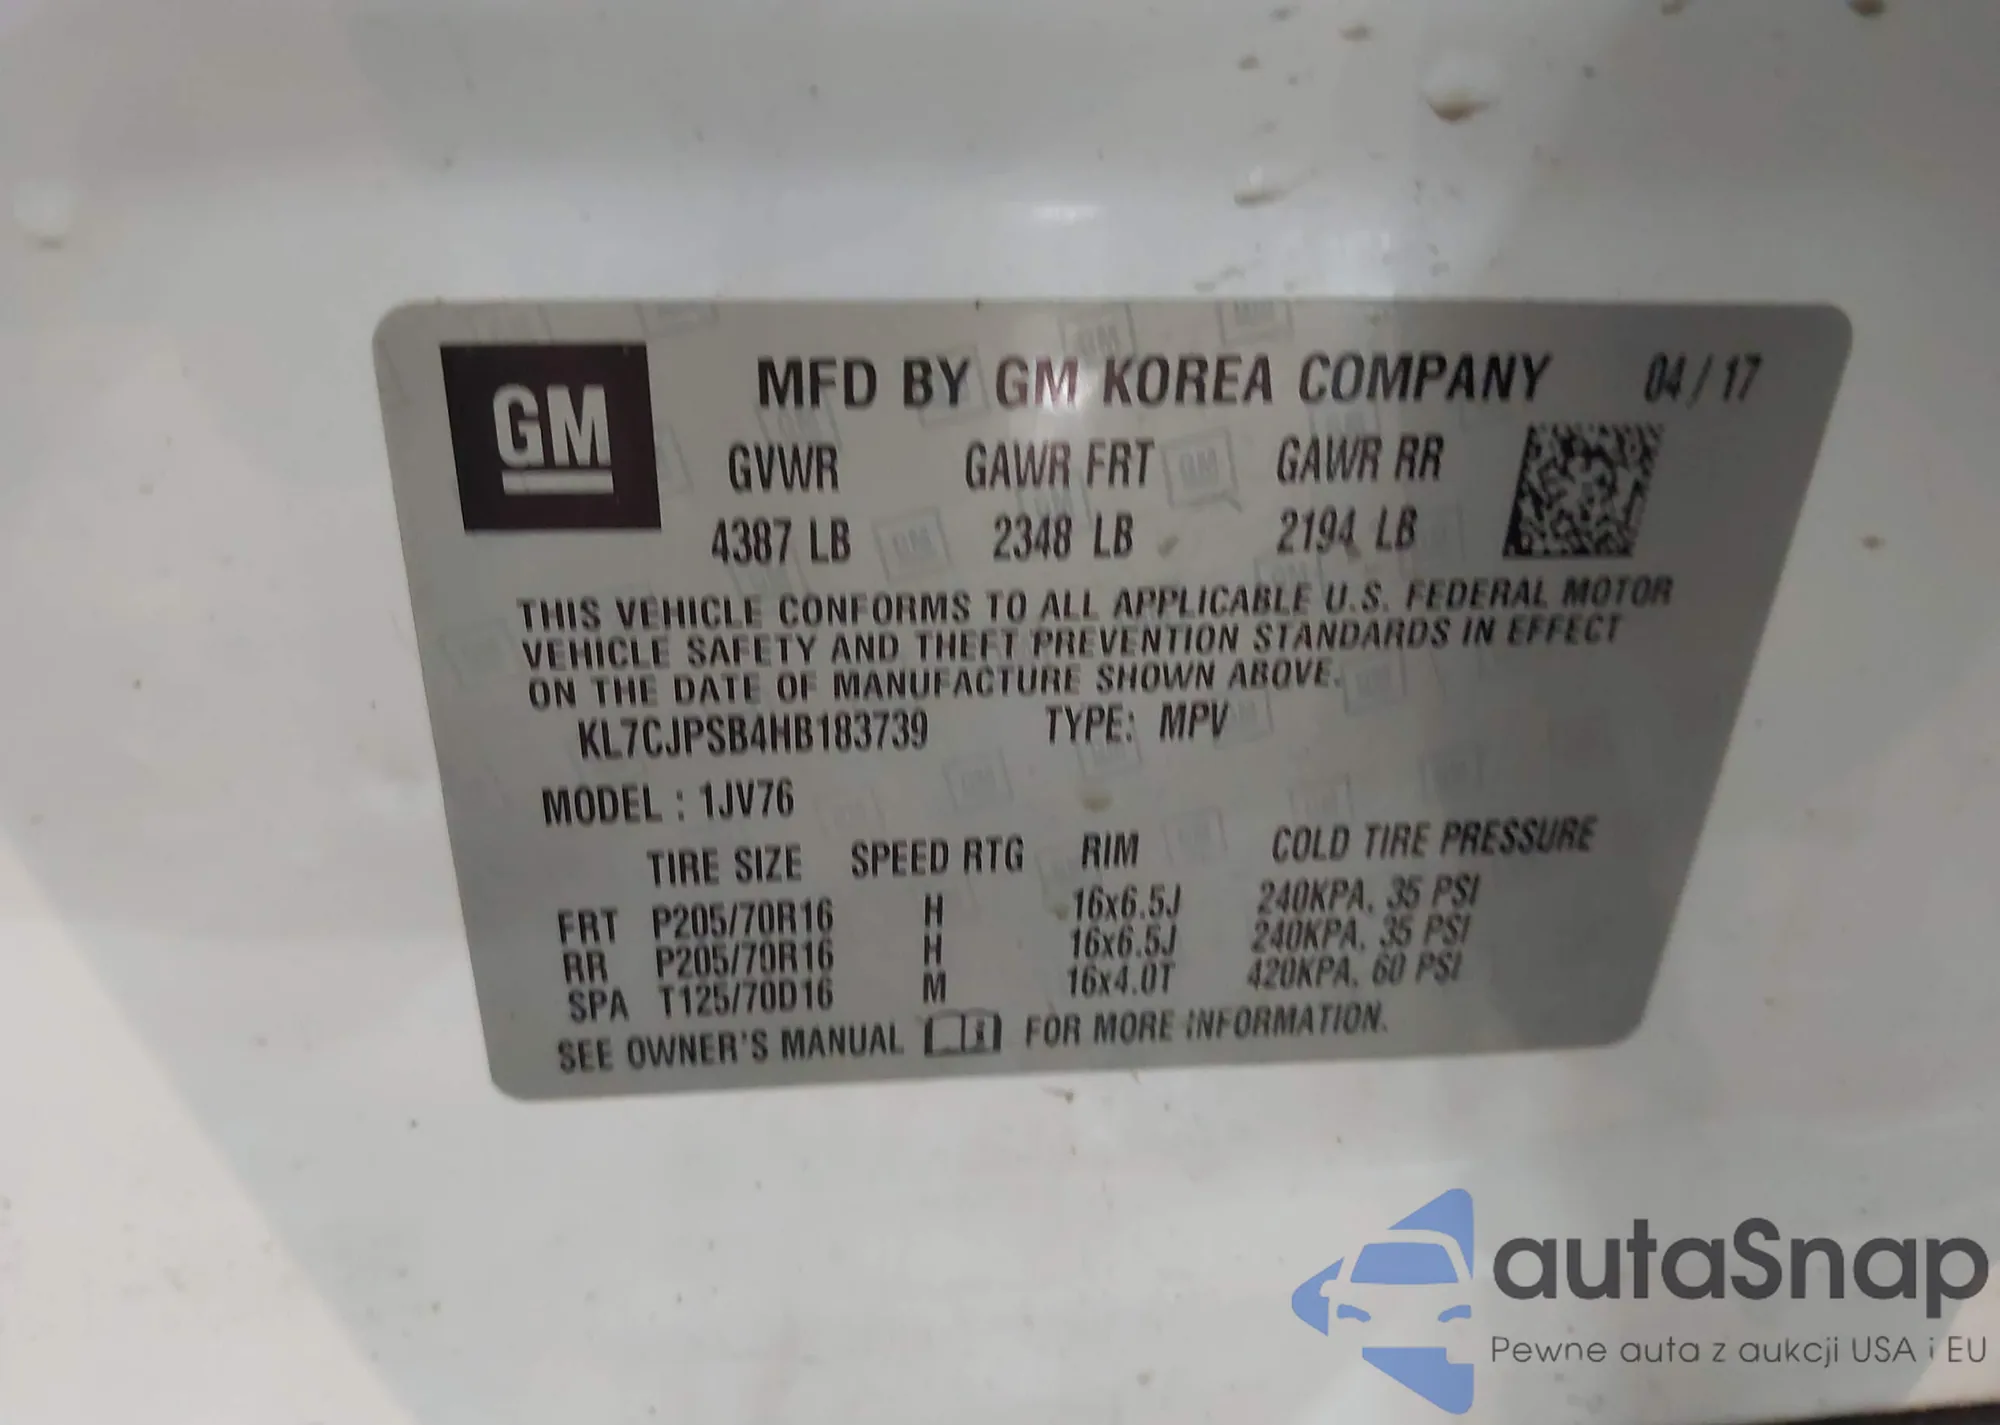 GM
MFD BY GM KOREA COMPANY 04/17
GVWR GAWR FRT GAWR RR
4387 LB 2348 LB 2194 LB
THIS VEHICLE CONFORMS TO ALL APPLICABLE U.S. FEDERAL MOTOR
VEHICLE SAFETY AND THEFT PREVENTION STANDARDS IN EFFECT
ON THE DATE OF MANUFACTURE SHOWN ABOVE.
KL7CJPSB4HB183739 TYPE: MPV
MODEL : 1JV76
TIRE SIZE SPEED RTG RIM COLD TIRE PRESSURE
FRT P205/70R16 H 16x6.5J 240KPA, 35 PSI
RR P205/70R16 H 16x6.5J 240KPA, 35 PSI
SPA T125/70D16 M 16x4.0T 420KPA, 60 PSI
SEE OWNER'S MANUAL FOR MORE INFORMATION.
autaSnap
Pewne auta z aukcji USA i EU